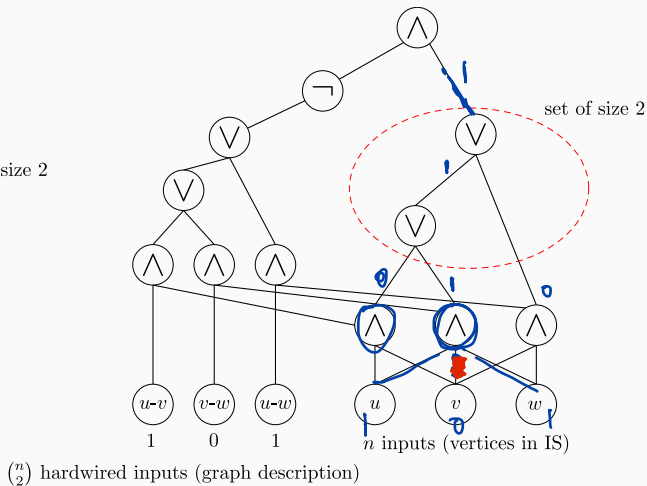 ∧
1
¬
set of size 2
∨
∨
1
size 2
∨
∨
0
1
0
∧ ∧ ∧
∧ ∧ ∧
u-v v-w u-w u v w
1 0 1 1 0 1
n inputs (vertices in IS)
(n 2) hardwired inputs (graph description)